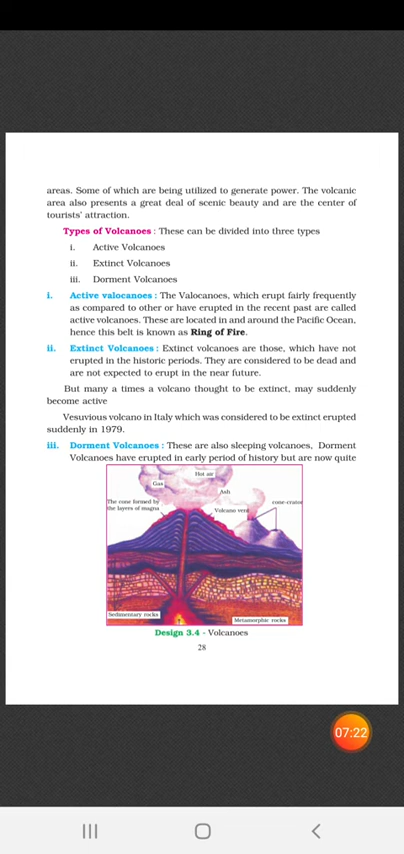 areas. Some of which are being utilized to generate power. The volcanic
area also presents a great deal of scenic beauty and are the center of
tourists' attraction.
Types of Volcanoes : These can be divided into three types
i. Active Volcanoes
ii. Extinct Volcanoes
iii. Dorment Volcanoes
i. Active valocanoes : The Valocanoes, which erupt fairly frequently
as compared to other or have erupted in the recent past are called
active volcanoes. These are located in and around the Pacific Ocean,
hence this belt is known as Ring of Fire.
ii. Extinct Volcanoes : Extinct volcanoes are those, which have not
erupted in the historic periods. They are considered to be dead and
are not expected to erupt in the near future.
But many a times a volcano thought to be extinct, may suddenly
become active
Vesuvious volcano in Italy which was considered to be extinct erupted
suddenly in 1979.
iii. Dorment Volcanoes : These are also sleeping volcanoes, Dorment
Volcanoes have erupted in early period of history but are now quite
Hot air
Gas
Ash
The cone formed by
the layers of magna
cone-crator
Volcano vent
Sedimentary rocks
Metamorphic rocks
Design 3.4 - Volcanoes
28
07:22